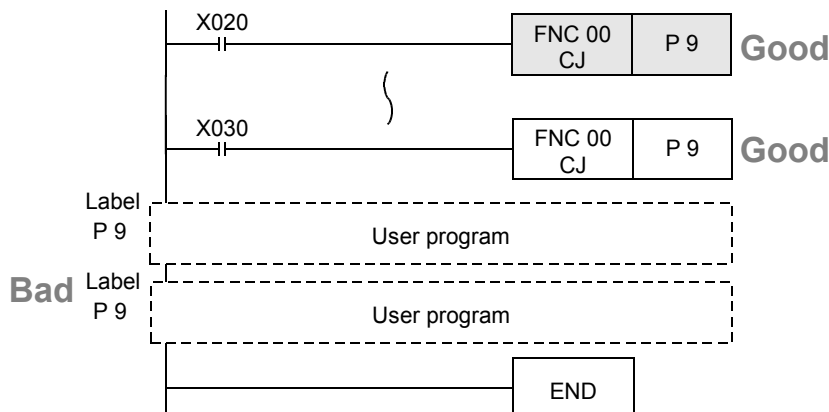 X020
FNC 00
CJ
P 9
Good
X030
FNC 00
CJ
P 9
Good
Label
P 9
User program
Bad
Label
P 9
User program
END